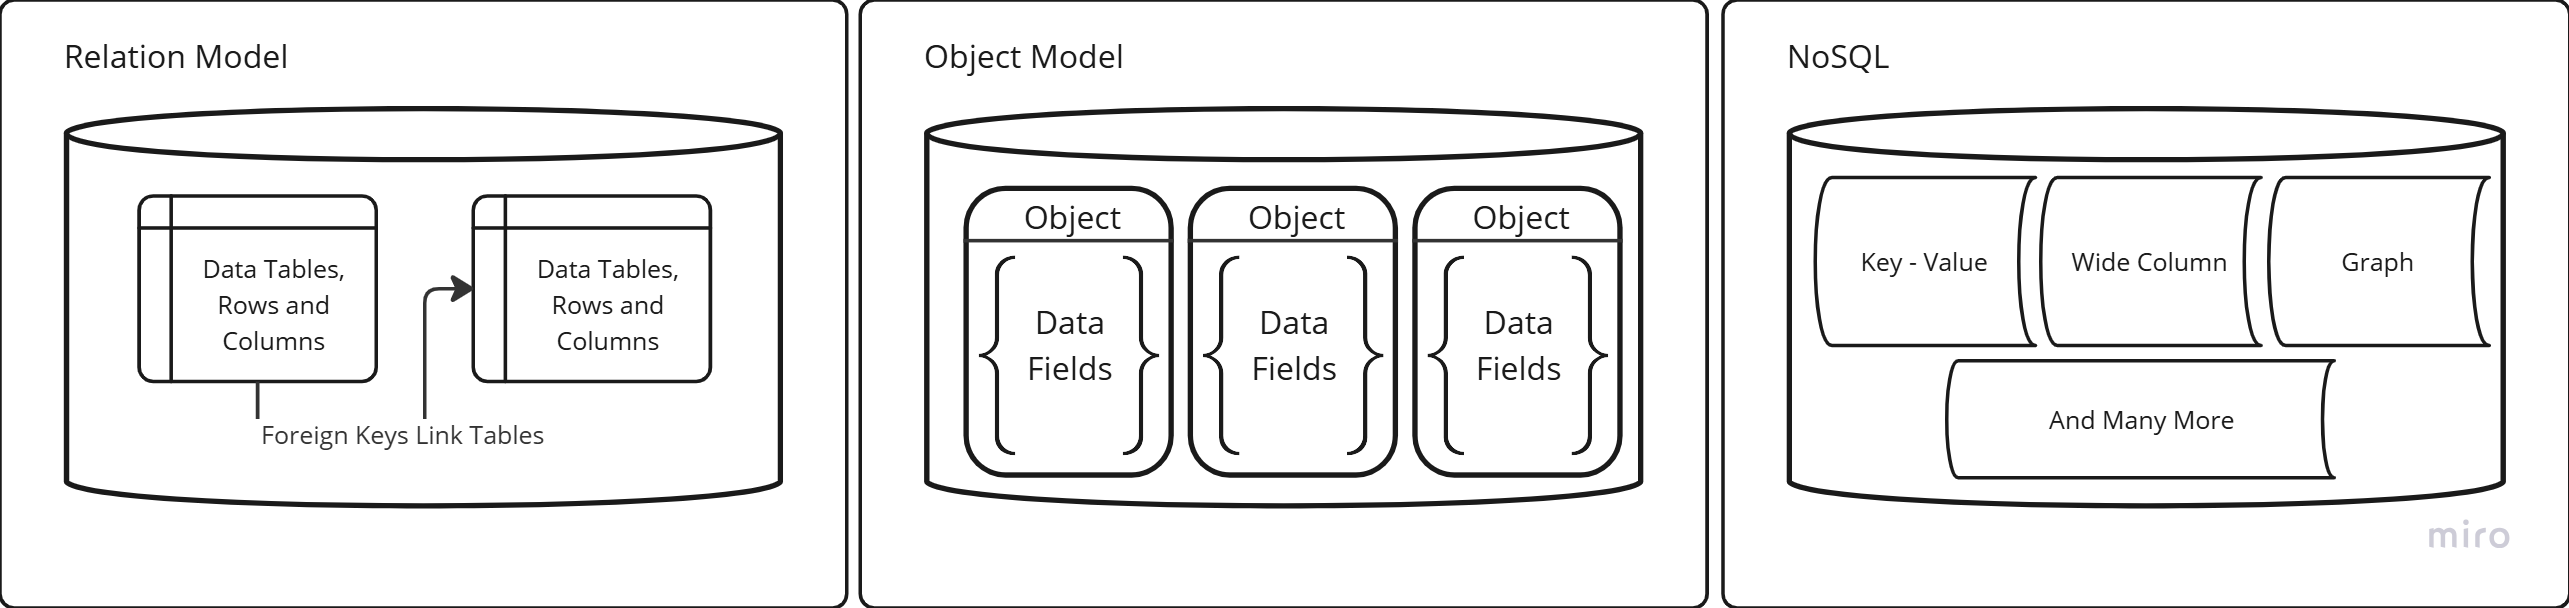 Relation Model
Data Tables,
Rows and
Columns
Data Tables,
Rows and
Columns
Foreign Keys Link Tables
Object Model
Object
Data
Fields
Object
Data
Fields
Object
Data
Fields
NoSQL
Key - Value
Wide Column
Graph
And Many More
miro